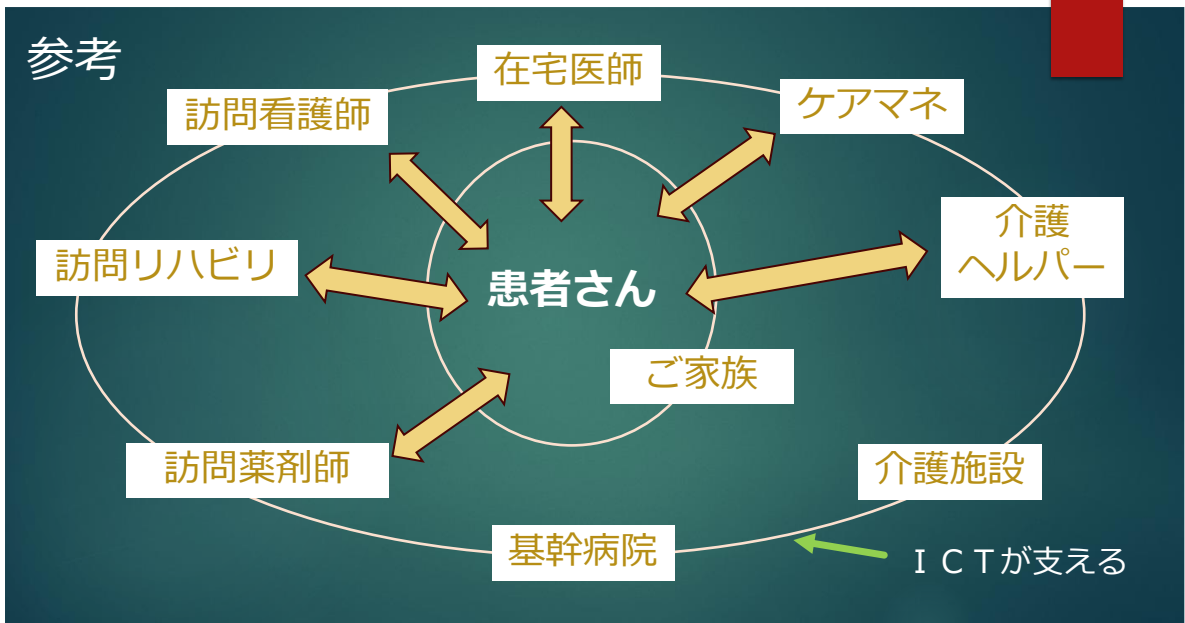 参考
在宅医師
訪問看護師
ケアマネ
介護
ヘルパー
訪問リハビリ
患者さん
ご家族
訪問薬剤師
介護施設
基幹病院
ＩＣＴが支える